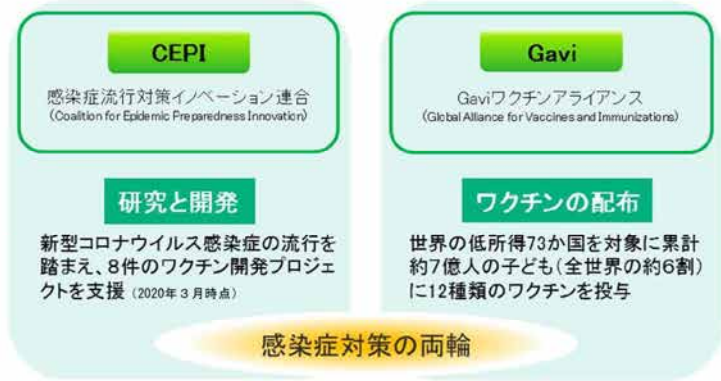 CEPI
感染症流行対策イノベーション連合
(Coalition for Epidemic Preparedness Innovation)
研究と開発
新型コロナウイルス感染症の流行を
踏まえ、8件のワクチン開発プロジェ
クトを支援(2020年3月時点)
Gavi
Gaviワクチンアライアンス
(Global Alliance for Vaccines and Immunizations)
ワクチンの配布
世界の低所得73か国を対象に累計
約7億人の子ども(全世界の約6割)
に12種類のワクチンを投与
感染症対策の両輪